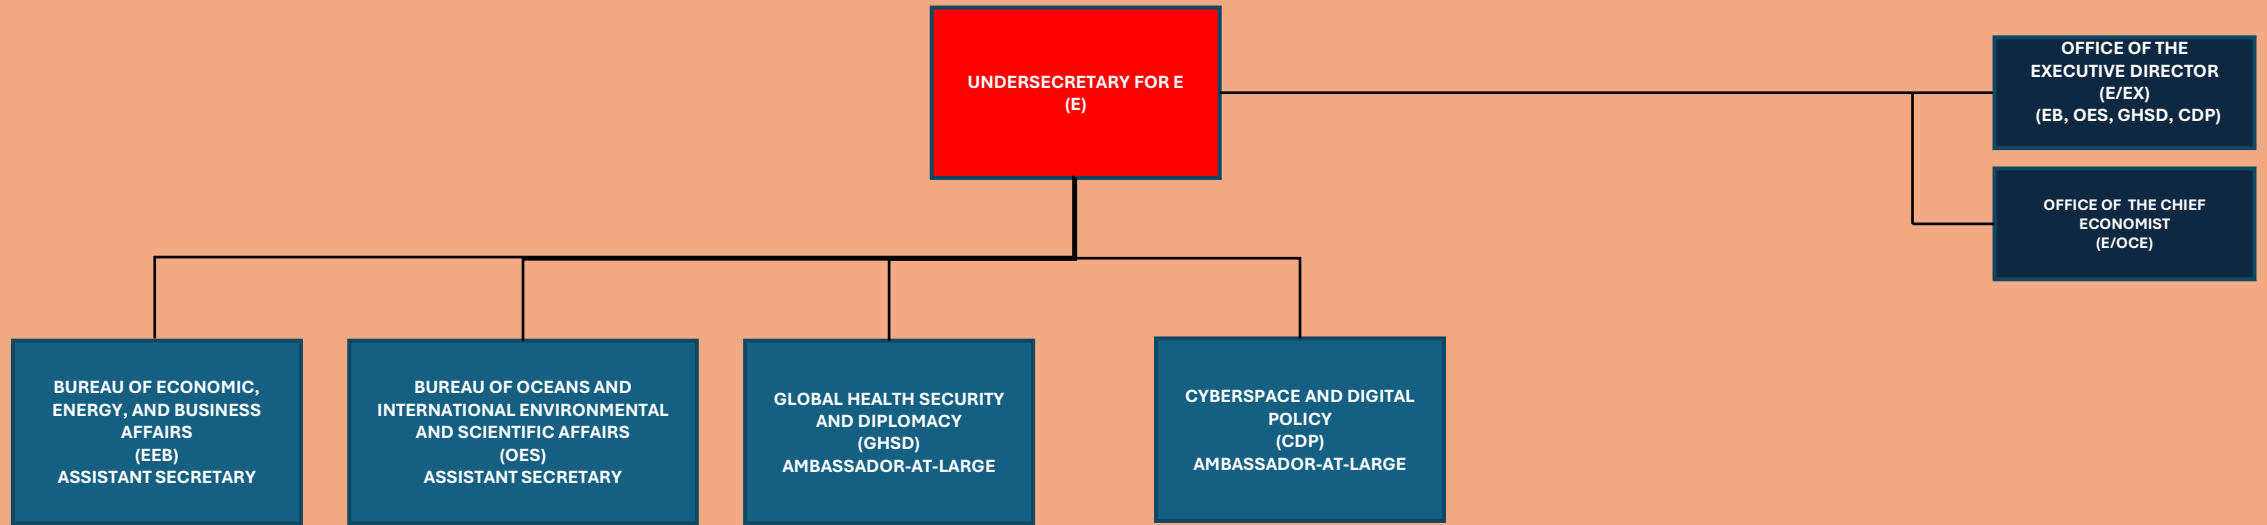 UNDERSECRETARY FOR E
(E)
OFFICE OF THE
EXECUTIVE DIRECTOR
(E/EX)
(EB, OES, GHSD, CDP)
OFFICE OF THE CHIEF
ECONOMIST
(E/OCE)
BUREAU OF ECONOMIC,
ENERGY, AND BUSINESS
AFFAIRS
(EEB)
ASSISTANT SECRETARY
BUREAU OF OCEANS AND
INTERNATIONAL ENVIRONMENTAL
AND SCIENTIFIC AFFAIRS
(OES)
ASSISTANT SECRETARY
GLOBAL HEALTH SECURITY
AND DIPLOMACY
(GHSD)
AMBASSADOR-AT-LARGE
CYBERSPACE AND DIGITAL
POLICY
(CDP)
AMBASSADOR-AT-LARGE